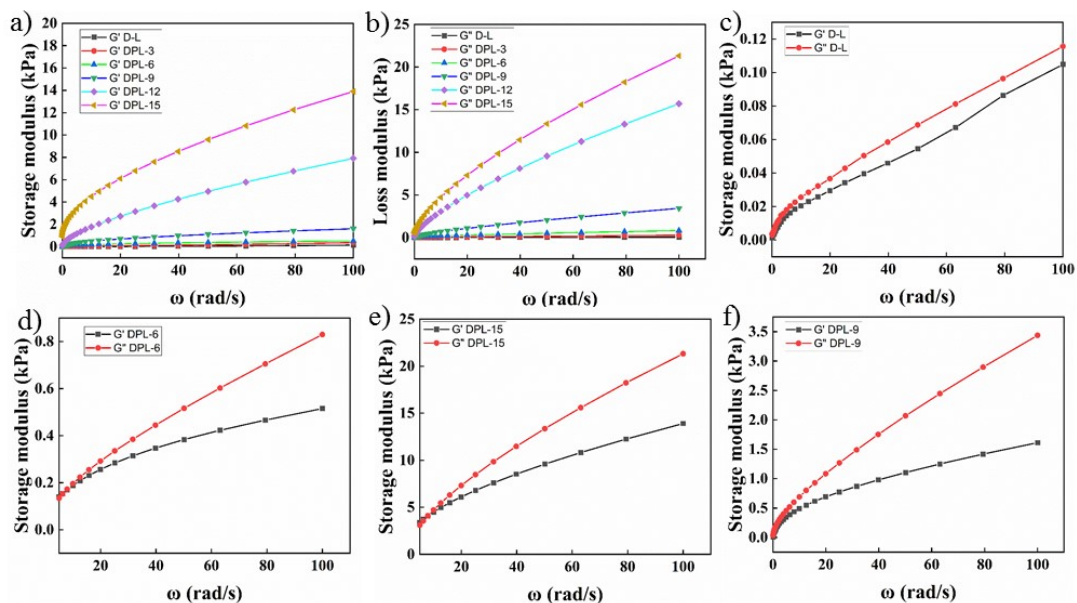 a)
Storage modulus (kPa)
20
18
16
14
12
10
8
6
4
2
0
G' D-L
G' DPL-3
G' DPL-6
G' DPL-9
G' DPL-12
G' DPL-15
0 20 40 60 80 100
ω (rad/s)
b)
Loss modulus (kPa)
25
20
15
10
5
0
G'' D-L
G'' DPL-3
G'' DPL-6
G'' DPL-9
G'' DPL-12
G'' DPL-15
0 20 40 60 80 100
ω (rad/s)
c)
Storage modulus (kPa)
0.12
0.10
0.08
0.06
0.04
0.02
0.00
G' D-L
G'' D-L
0 20 40 60 80 100
ω (rad/s)
d)
Storage modulus (kPa)
0.8
0.6
0.4
0.2
0.0
G' DPL-6
G'' DPL-6
20 40 60 80 100
ω (rad/s)
e)
Storage modulus (kPa)
25
20
15
10
5
0
G' DPL-15
G'' DPL-15
20 40 60 80 100
ω (rad/s)
f)
Storage modulus (kPa)
3.5
3.0
2.5
2.0
1.5
1.0
0.5
0.0
G' DPL-9
G'' DPL-9
0 20 40 60 80 100
ω (rad/s)